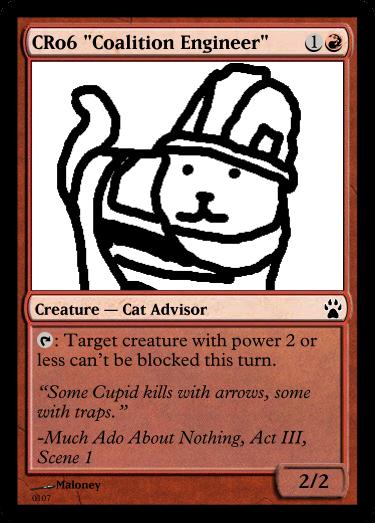 CRo6 "Coalition Engineer" 1
Creature — Cat Advisor
: Target creature with power 2 or
less can't be blocked this turn.
“Some Cupid kills with arrows, some
with traps.”
-Much Ado About Nothing, Act III,
Scene 1
Maloney
0107
2/2